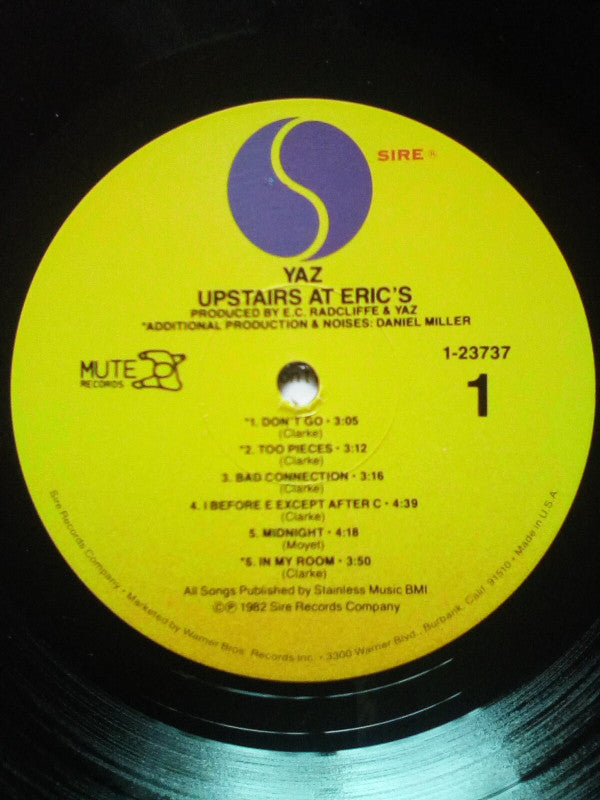 SIRE ®
YAZ
UPSTAIRS AT ERIC'S
PRODUCED BY E.C. RADCLIFFE & YAZ
*ADDITIONAL PRODUCTION & NOISES: DANIEL MILLER
MUTE
RECORDS
1-23737
1
*1. DON'T GO • 3:05
(Clarke)
*2. TOO PIECES • 3:12
(Clarke)
3. BAD CONNECTION • 3:16
(Clarke)
4. I BEFORE E EXCEPT AFTER C • 4:39
(Clarke)
5. MIDNIGHT • 4:18
(Moyet)
*6. IN MY ROOM • 3:50
(Clarke)
All Songs Published by Stainless Music BMI
©℗ 1982 Sire Records Company
Sire Records Company • Marketed by Warner Bros. Records Inc. • 3300 Warner Blvd., Burbank, Calif. 91510 • Made in U.S.A.